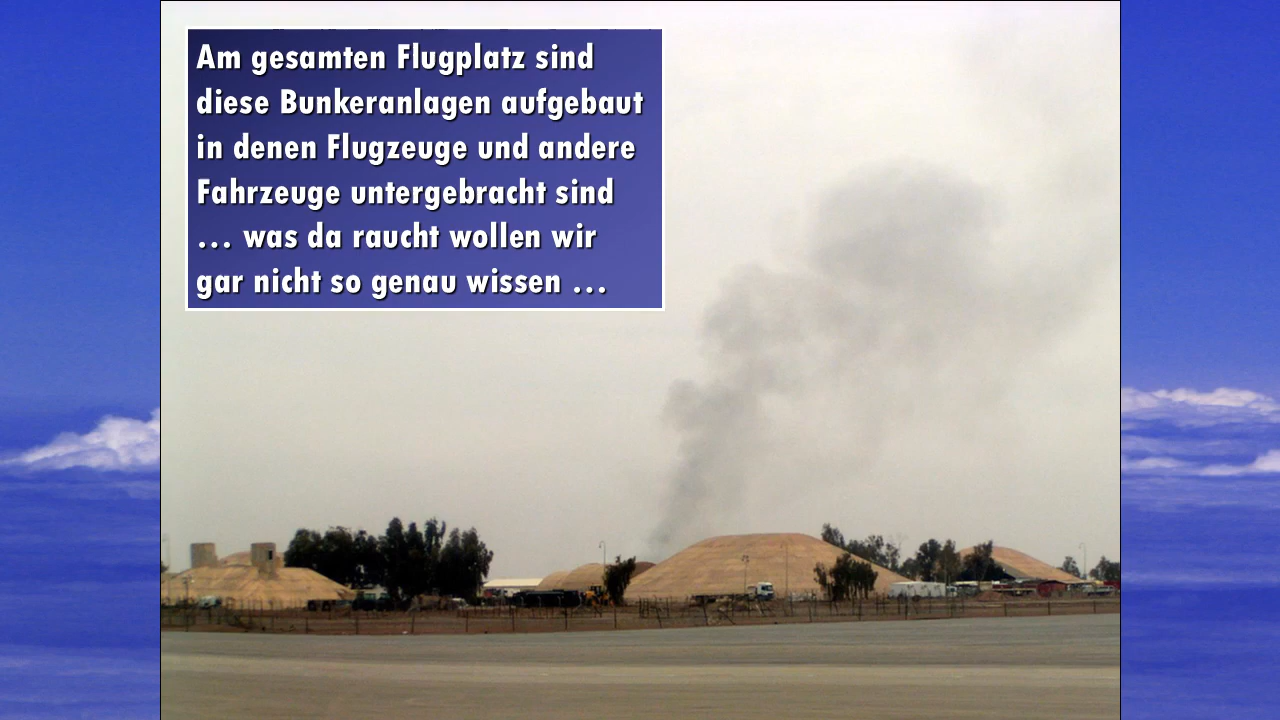 Am gesamten Flugplatz sind
diese Bunkeranlagen aufgebaut
in denen Flugzeuge und andere
Fahrzeuge untergebracht sind
… was da raucht wollen wir
gar nicht so genau wissen …